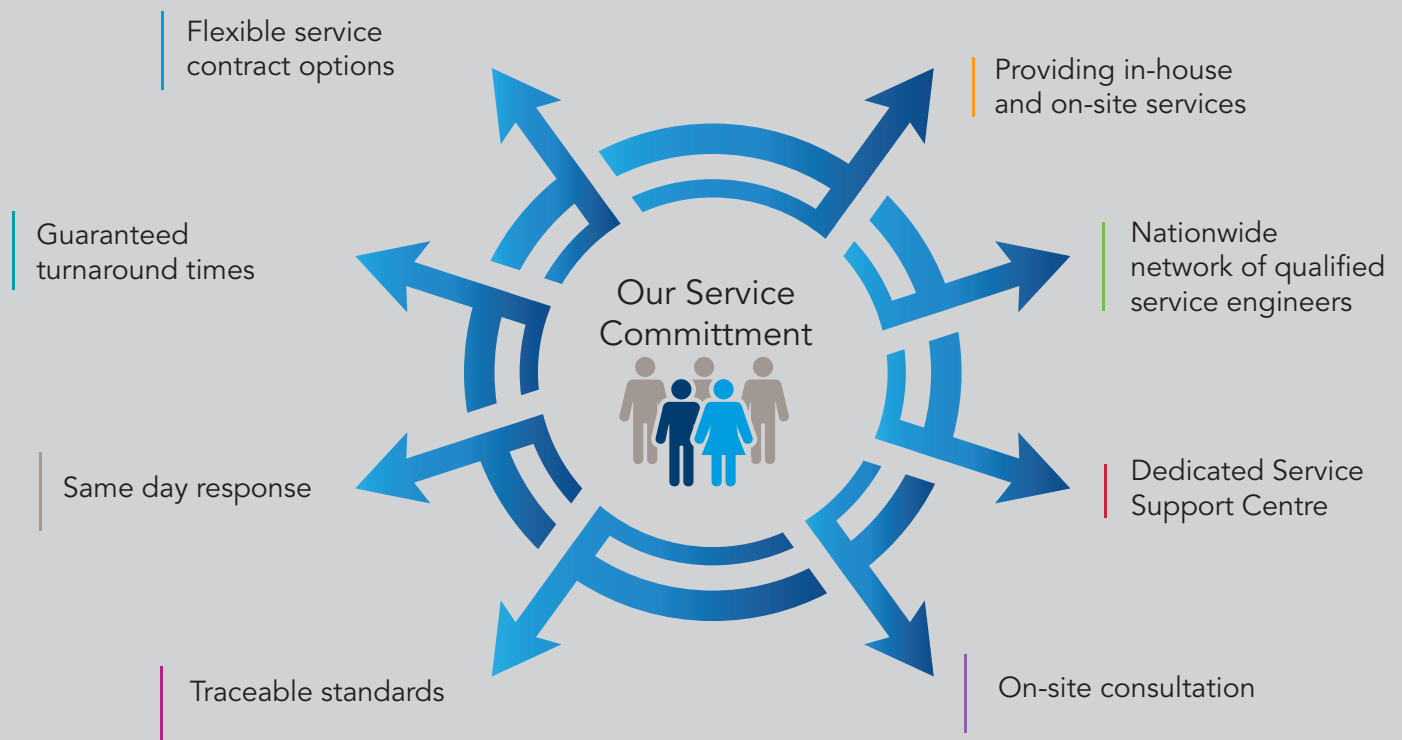 Flexible service
contract options
Providing in-house
and on-site services
Guaranteed
turnaround times
Nationwide
network of qualified
service engineers
Our Service
Committment
Same day response
Dedicated Service
Support Centre
Traceable standards
On-site consultation